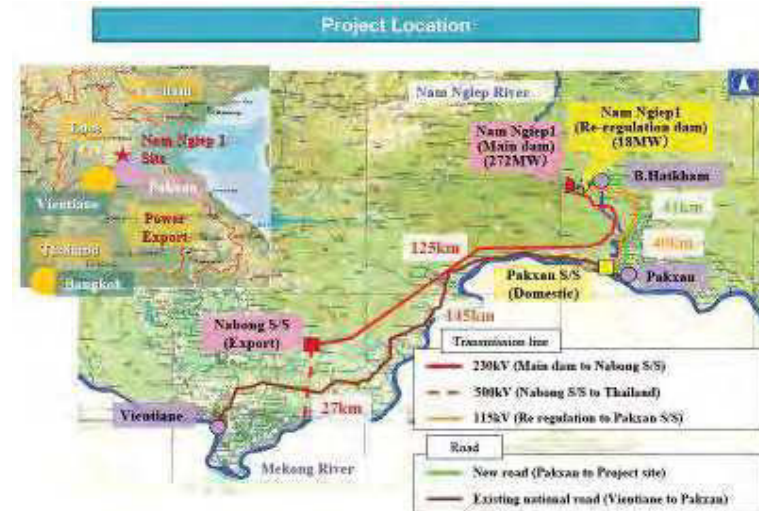 Project Location
Vietnam
Laos
Nam Ngiep 1
Site
Pakxan
Vientiane
Power
Export
Thailand
Bangkok
Nam Ngiep River
Nam Ngiep1
(Main dam)
(272MW)
Nam Ngiep1
(Re-regulation dam)
(18MW)
B.Hatkham
41km
40km
125km
Pakxan S/S
(Domestic)
Pakxan
145km
Nabong S/S
(Export)
27km
Vientiane
Mekong River
Transmission line
230kV (Main dam to Nabong S/S)
500kV (Nabong S/S to Thailand)
115kV (Re regulation to Pakxan S/S)
Road
New road (Pakxan to Project site)
Existing national road (Vientiane to Pakxan)